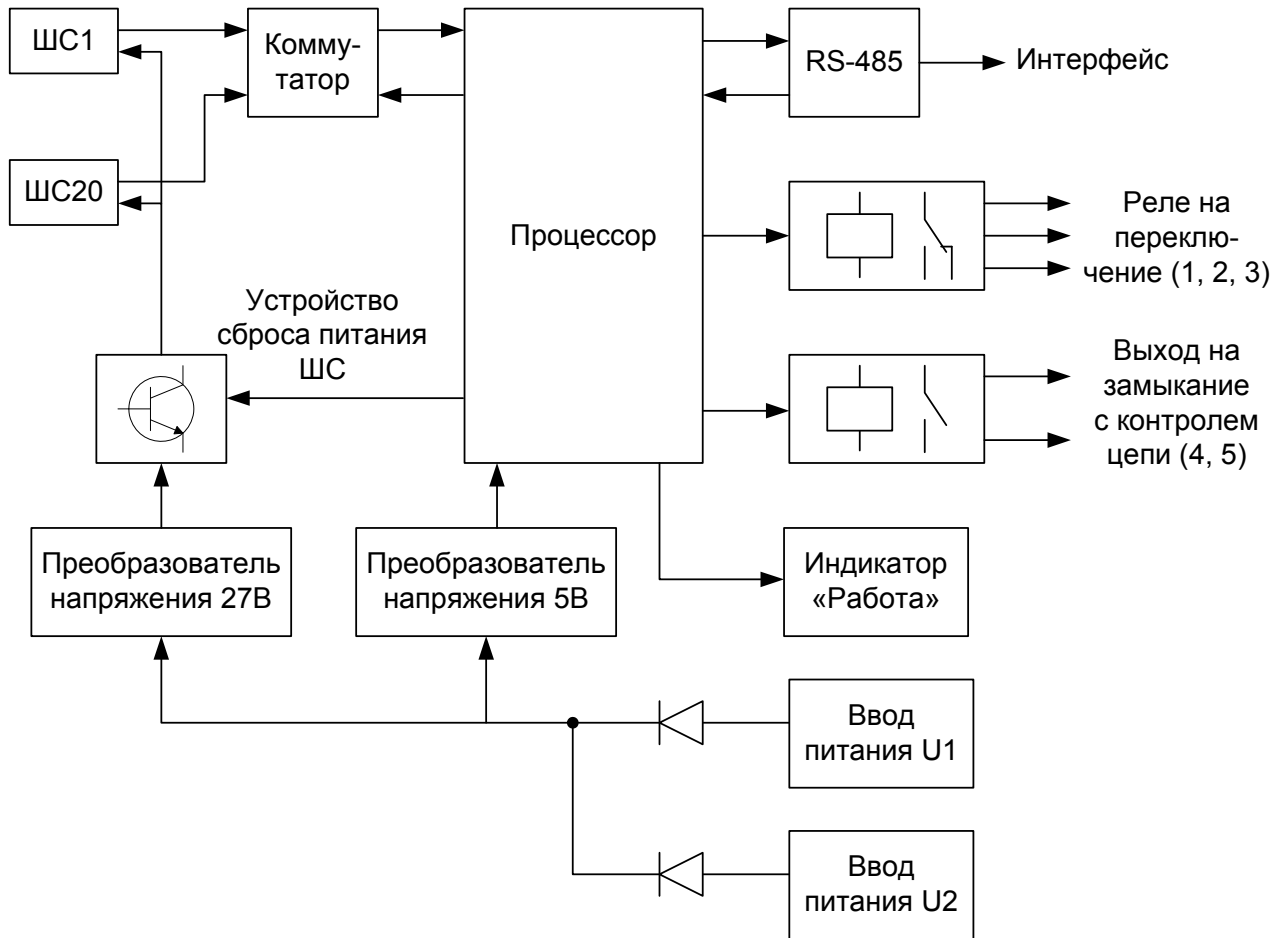 ШС1
Комму-
татор
RS-485
Интерфейс
ШС20
Процессор
Реле на
переклю-
чение (1, 2, 3)
Устройство
сброса питания
ШС
Выход на
замыкание
с контролем
цепи (4, 5)
Преобразователь
напряжения 27В
Преобразователь
напряжения 5В
Индикатор
«Работа»
Ввод
питания U1
Ввод
питания U2